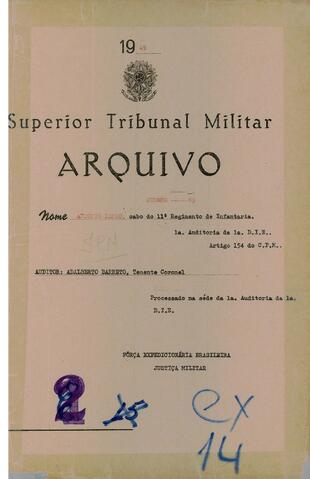 19 45
Superior Tribunal Militar
ARQUIVO
Nome cabo do 11º Regimento de Infantaria.
1a. Auditoria da 1a. D.I.E..
Artigo 154 do C.P.M..
AUDITOR: ADALBERTO BARRETO, Tenente Coronel
Processado na séde da 1a. Auditoria da 1a.
D.I.E.
FÔRÇA EXPEDICIONÁRIA BRASILEIRA
JUSTIÇA MILITAR
2 15
cx
14